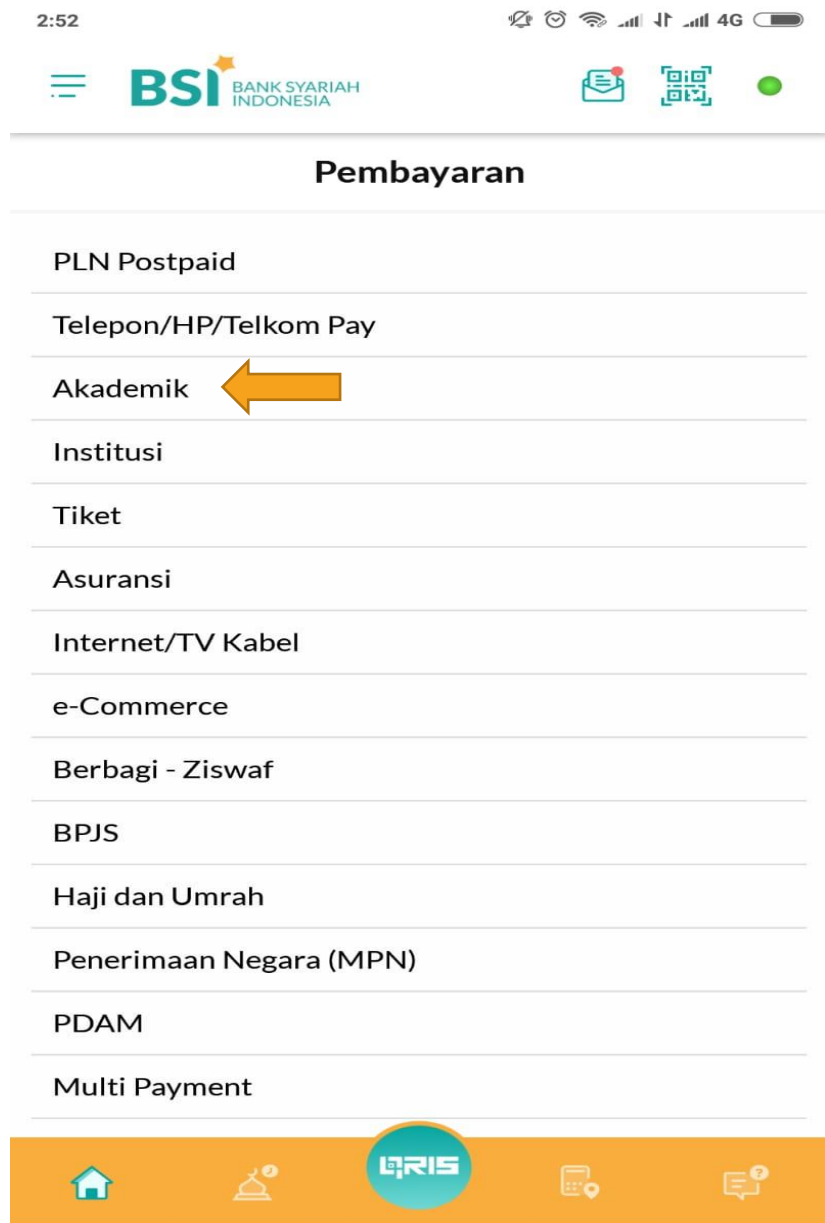 2:52
4G
BSI BANK SYARIAH
INDONESIA
Pembayaran
PLN Postpaid
Telepon/HP/Telkom Pay
Akademik
Institusi
Tiket
Asuransi
Internet/TV Kabel
e-Commerce
Berbagi - Ziswaf
BPJS
Haji dan Umrah
Penerimaan Negara (MPN)
PDAM
Multi Payment
QRIS